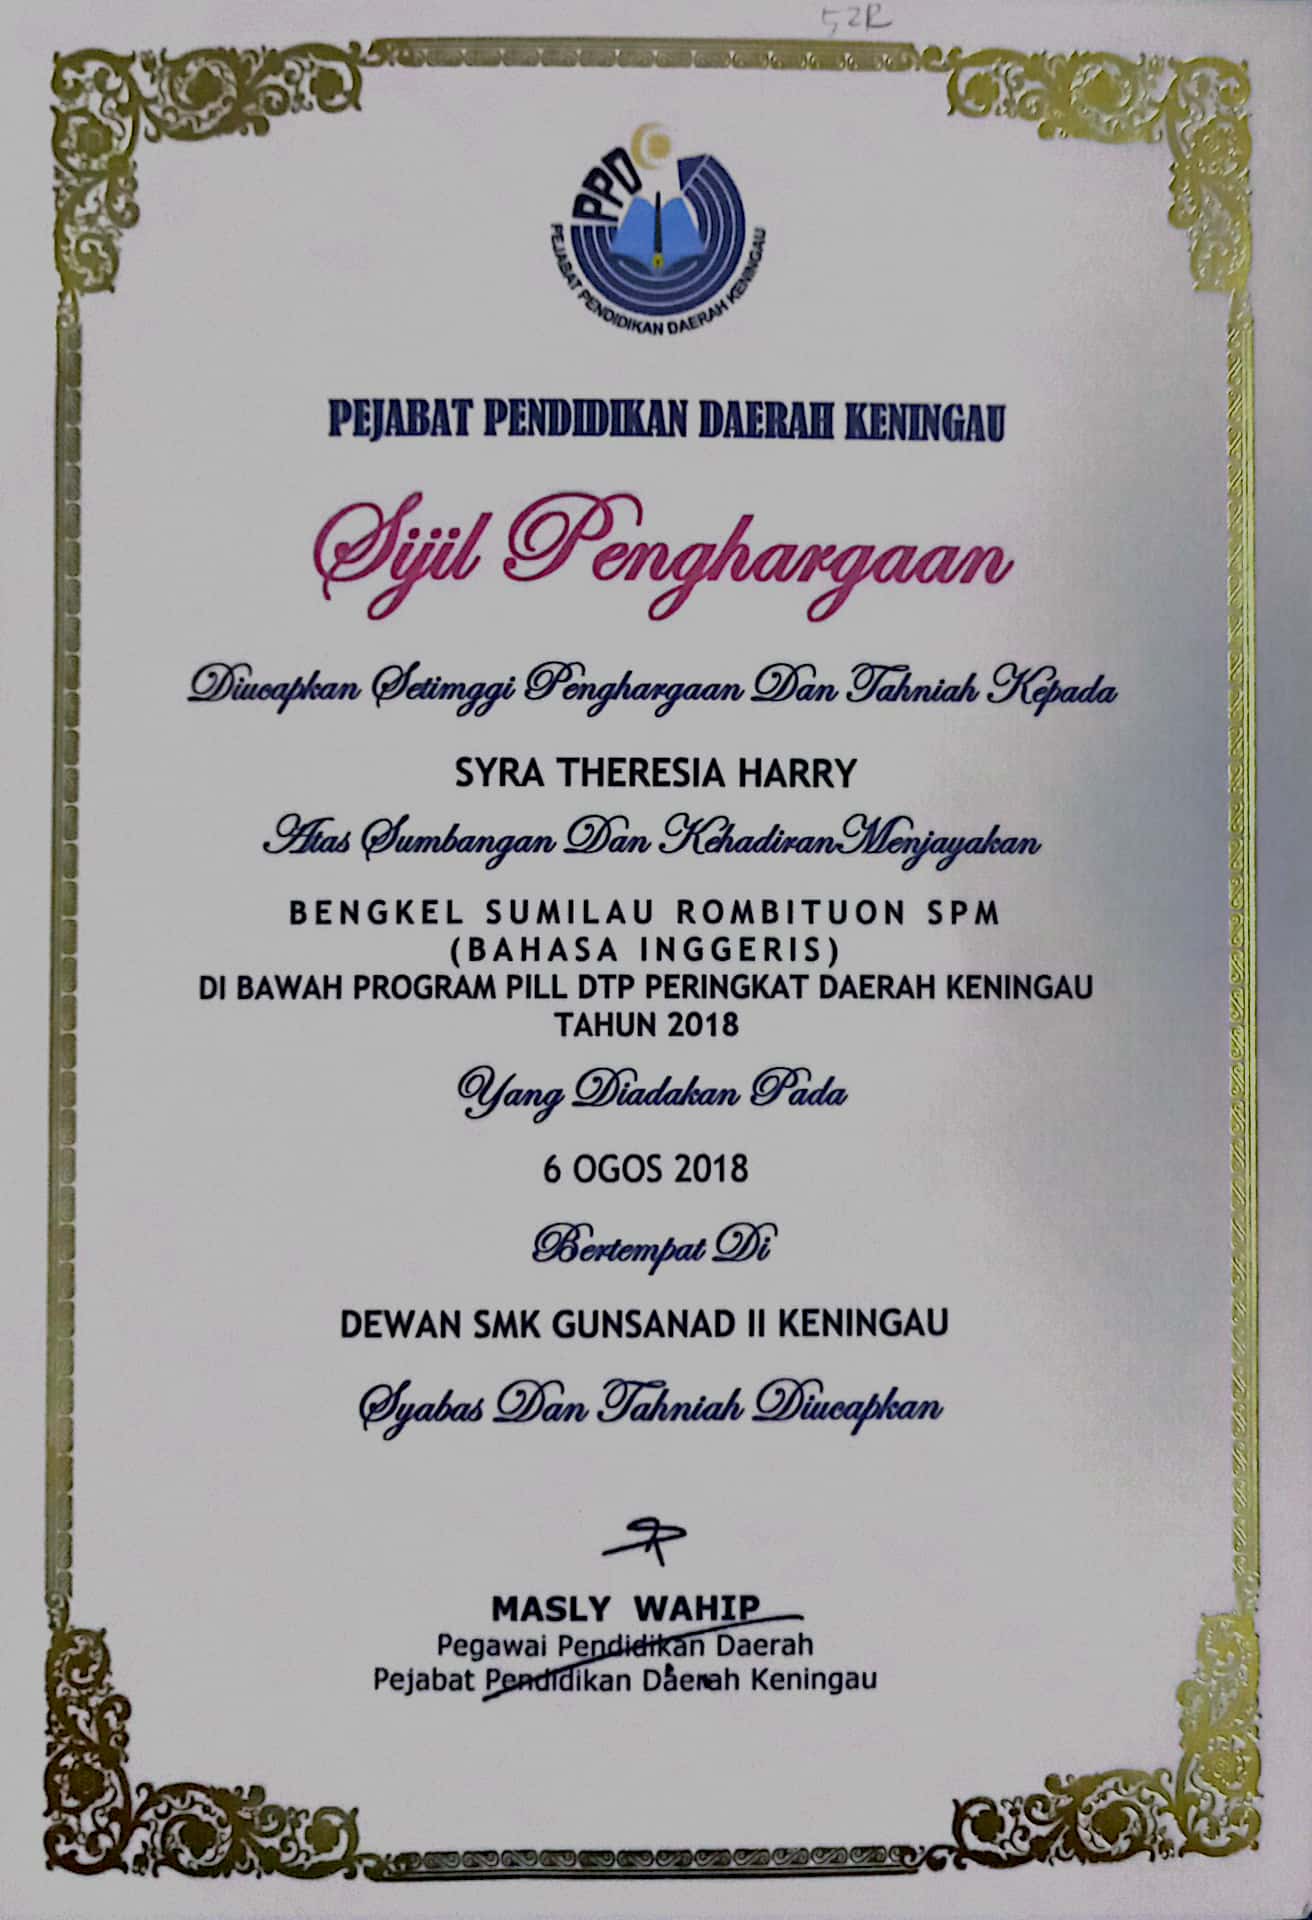 52R
PPD
PEJABAT PENDIDIKAN DAERAH KENINGAU
PEJABAT PENDIDIKAN DAERAH KENINGAU
Sijil Penghargaan
Diucapkan Setimggi Penghargaan Dan Tahniah Kepada
SYRA THERESIA HARRY
Atas Sumbangan Dan KehadiranMenjayakan
BENGKEL SUMILAU ROMBITUON SPM
(BAHASA INGGERIS)
DI BAWAH PROGRAM PILL DTP PERINGKAT DAERAH KENINGAU
TAHUN 2018
Yang Diadakan Pada
6 OGOS 2018
Bertempat Di
DEWAN SMK GUNSANAD II KENINGAU
Syabas Dan Tahniah Diucapkan
MASLY WAHIP
Pegawai Pendidikan Daerah
Pejabat Pendidikan Daerah Keningau